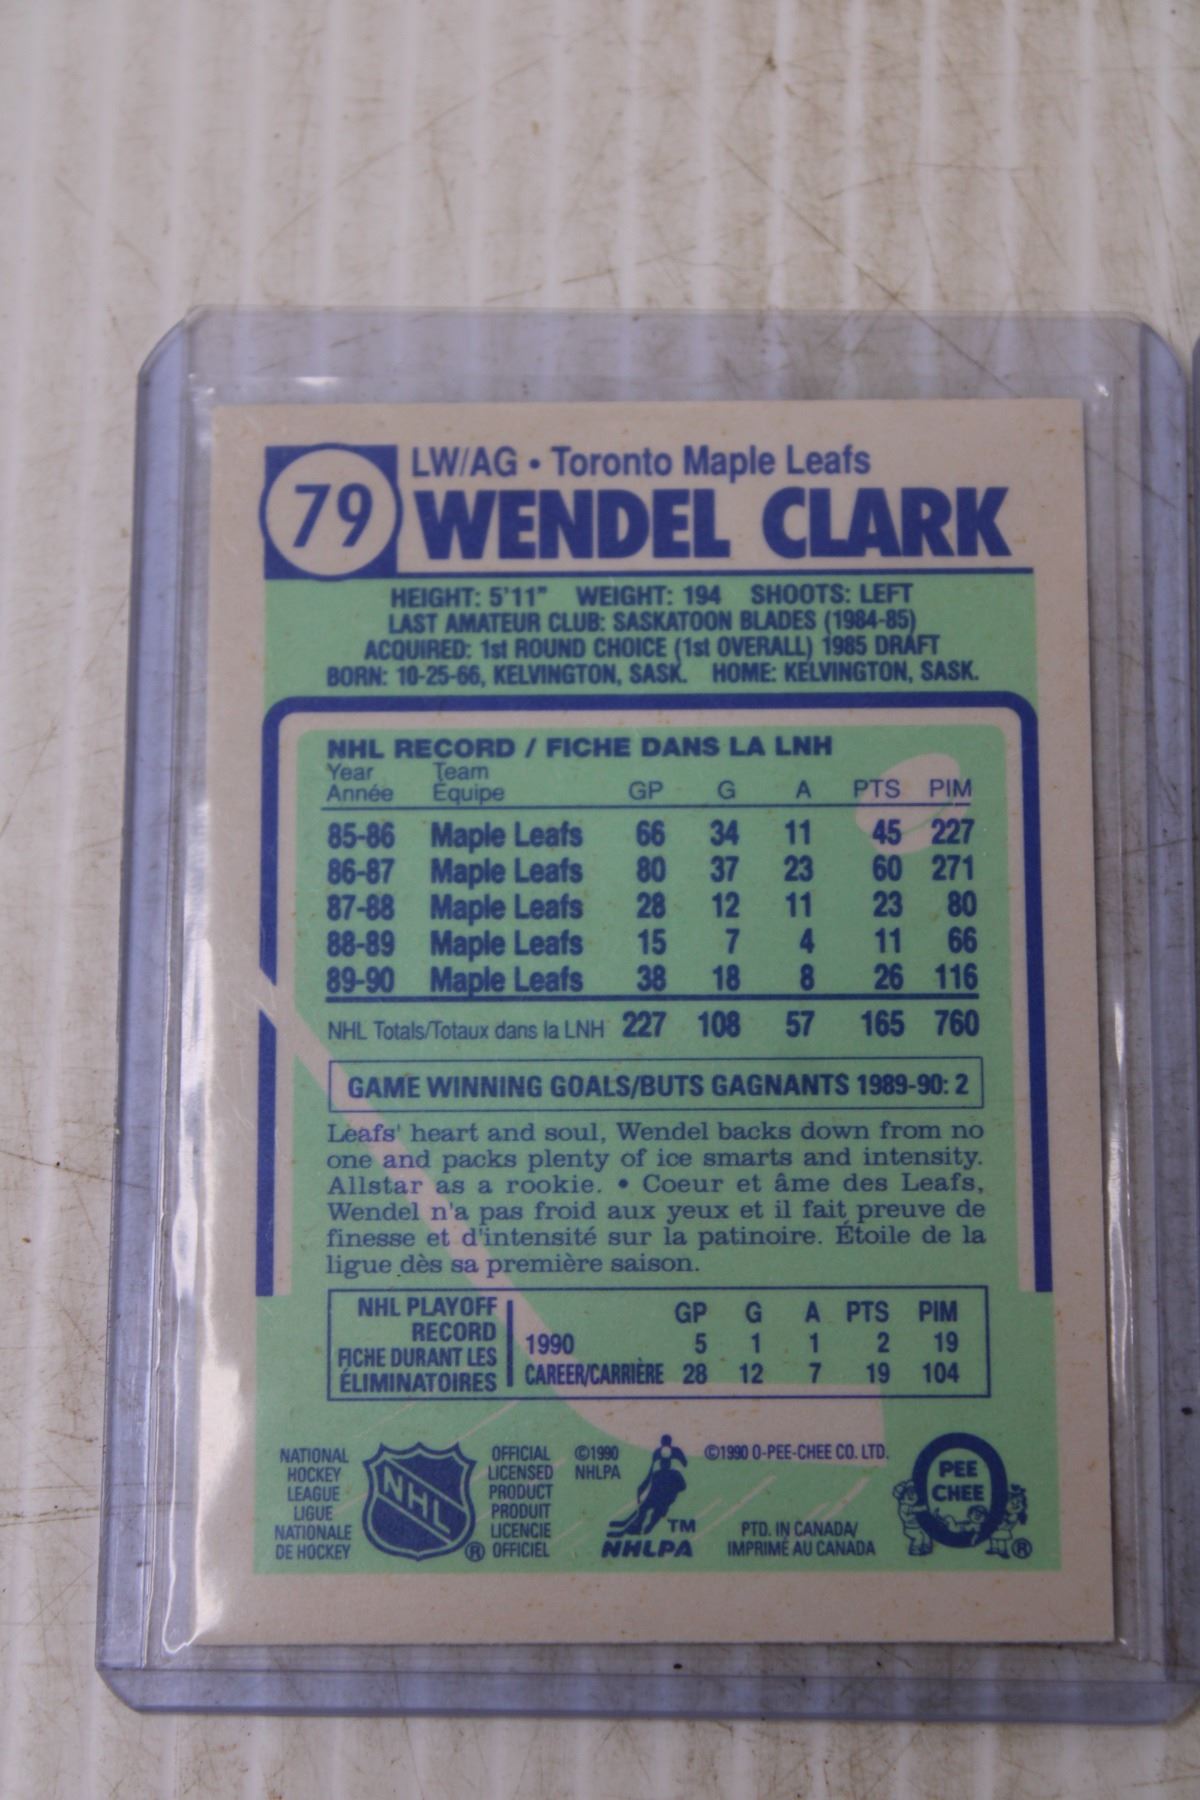 79
LW/AG • Toronto Maple Leafs
WENDEL CLARK
HEIGHT: 5'11" WEIGHT: 194 SHOOTS: LEFT
LAST AMATEUR CLUB: SASKATOON BLADES (1984-85)
ACQUIRED: 1st ROUND CHOICE (1st OVERALL) 1985 DRAFT
BORN: 10-25-66, KELVINGTON, SASK. HOME: KELVINGTON, SASK.
NHL RECORD / FICHE DANS LA LNH
Year Team
Année Équipe GP G A PTS PIM
85-86 Maple Leafs 66 34 11 45 227
86-87 Maple Leafs 80 37 23 60 271
87-88 Maple Leafs 28 12 11 23 80
88-89 Maple Leafs 15 7 4 11 66
89-90 Maple Leafs 38 18 8 26 116
NHL Totals/Totaux dans la LNH 227 108 57 165 760
GAME WINNING GOALS/BUTS GAGNANTS 1989-90: 2
Leafs' heart and soul, Wendel backs down from no
one and packs plenty of ice smarts and intensity.
Allstar as a rookie. • Coeur et âme des Leafs,
Wendel n'a pas froid aux yeux et il fait preuve de
finesse et d'intensité sur la patinoire. Étoile de la
ligue dès sa première saison.
NHL PLAYOFF
RECORD
FICHE DURANT LES
ÉLIMINATOIRES
GP G A PTS PIM
1990 5 1 1 2 19
CAREER/CARRIÈRE 28 12 7 19 104
NATIONAL
HOCKEY
LEAGUE
LIGUE
NATIONALE
DE HOCKEY
NHL
®
OFFICIAL
LICENSED
PRODUCT
PRODUIT
LICENCIE
OFFICIEL
©1990
NHLPA
TM
NHLPA
©1990 O-PEE-CHEE CO. LTD.
PTD. IN CANADA/
IMPRIMÉ AU CANADA
PEE
CHEE
®